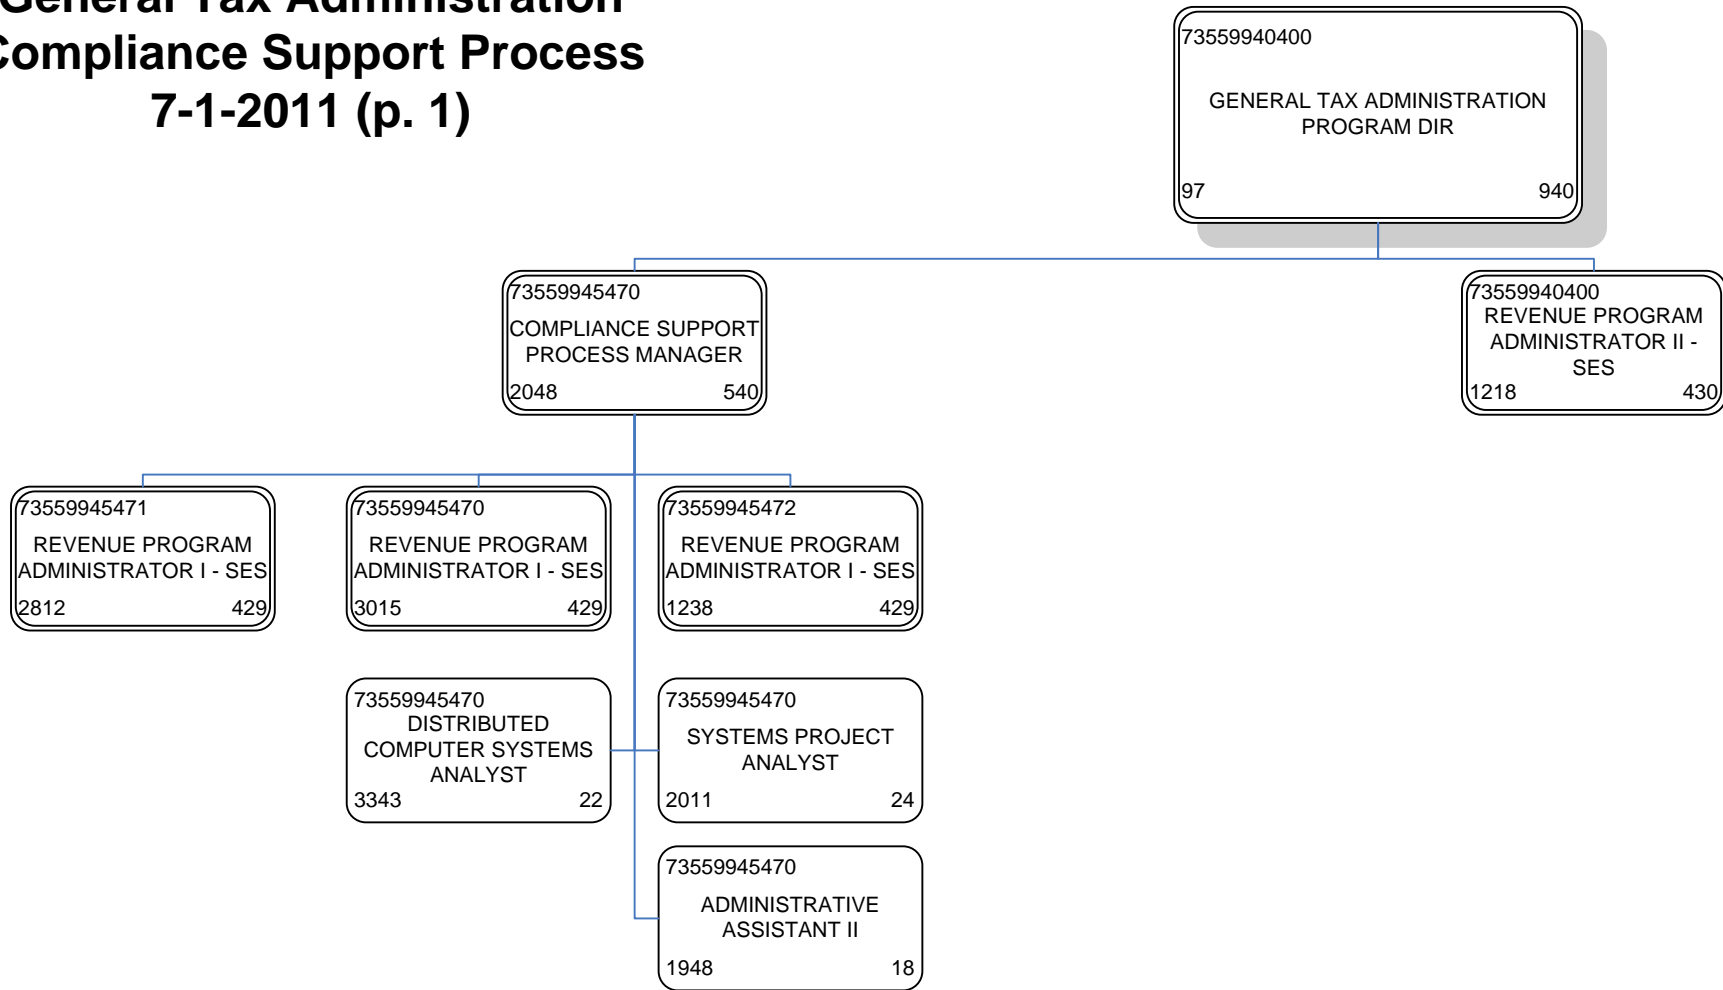 General Tax Administration
Compliance Support Process
7-1-2011 (p. 1)
73559940400
GENERAL TAX ADMINISTRATION
PROGRAM DIR
97 940
73559945470
COMPLIANCE SUPPORT
PROCESS MANAGER
2048 540
73559940400
REVENUE PROGRAM
ADMINISTRATOR II -
SES
1218 430
73559945471
REVENUE PROGRAM
ADMINISTRATOR I - SES
2812 429
73559945470
REVENUE PROGRAM
ADMINISTRATOR I - SES
3015 429
73559945472
REVENUE PROGRAM
ADMINISTRATOR I - SES
1238 429
73559945470
DISTRIBUTED
COMPUTER SYSTEMS
ANALYST
3343 22
73559945470
SYSTEMS PROJECT
ANALYST
2011 24
73559945470
ADMINISTRATIVE
ASSISTANT II
1948 18